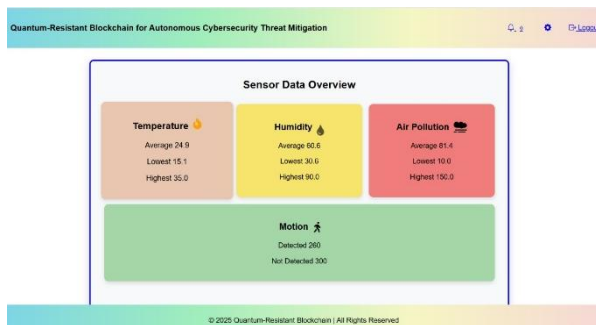 Quantum-Resistant Blockchain for Autonomous Cybersecurity Threat Mitigation
Sensor Data Overview
Temperature
Average 24.9
Lowest 15.1
Highest 35.0
Humidity
Average 60.6
Lowest 30.6
Highest 90.0
Air Pollution
Average 81.4
Lowest 10.0
Highest 150.0
Motion
Detected 260
Not Detected 300
© 2025 Quantum-Resistant Blockchain | All Rights Reserved